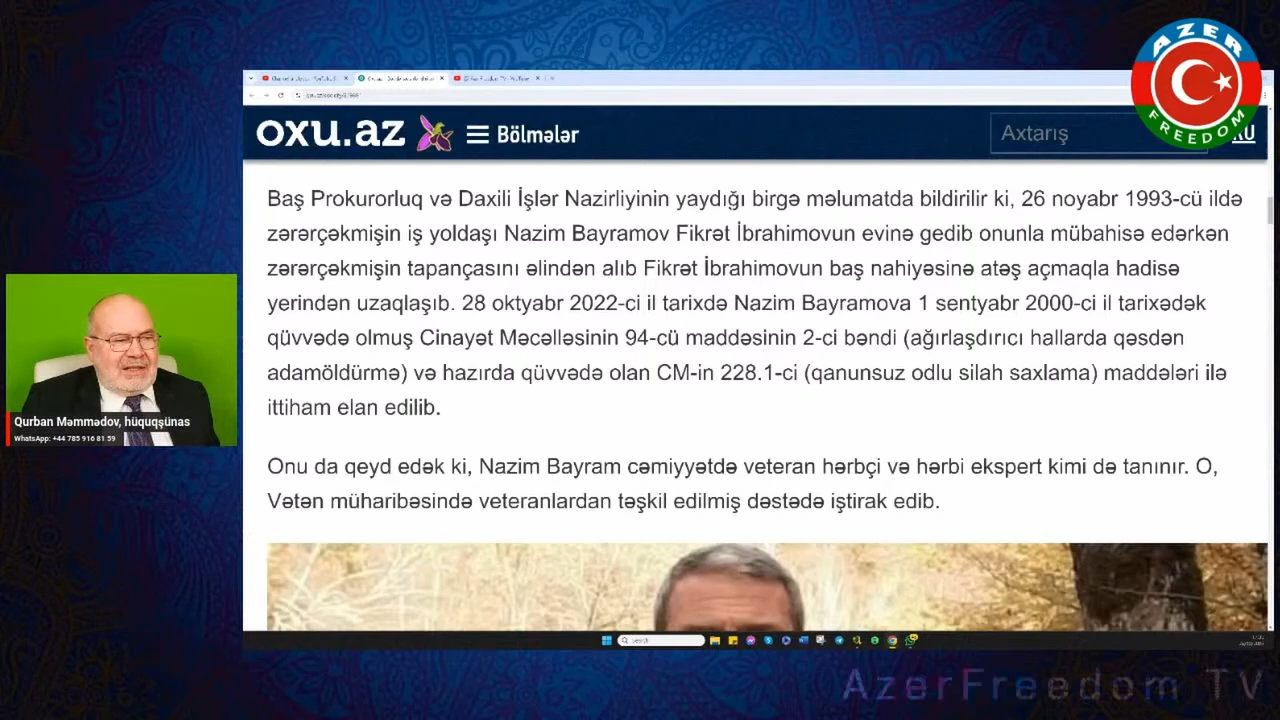 AZER
FREEDOM
oxu.az
Bölmələr
Axtarış
RU
Baş Prokurorluq və Daxili İşlər Nazirliyinin yaydığı birgə məlumatda bildirilir ki, 26 noyabr 1993-cü ildə
zərərçəkmişin iş yoldaşı Nazim Bayramov Fikrət İbrahimovun evinə gedib onunla mübahisə edərkən
zərərçəkmişin tapançasını əlindən alıb Fikrət İbrahimovun baş nahiyəsinə atəş açmaqla hadisə
yerindən uzaqlaşıb. 28 oktyabr 2022-ci il tarixdə Nazim Bayramova 1 sentyabr 2000-ci il tarixədək
qüvvədə olmuş Cinayət Məcəlləsinin 94-cü maddəsinin 2-ci bəndi (ağırlaşdırıcı hallarda qəsdən
adamöldürmə) və hazırda qüvvədə olan CM-in 228.1-ci (qanunsuz odlu silah saxlama) maddələri ilə
ittiham elan edilib.
Onu da qeyd edək ki, Nazim Bayram cəmiyyətdə veteran hərbçi və hərbi ekspert kimi də tanınır. O,
Vətən müharibəsində veteranlardan təşkil edilmiş dəstədə iştirak edib.
Qurban Məmmədov, hüquqşünas
WhatsApp: +44 785 916 81 59
AzerFreedom TV